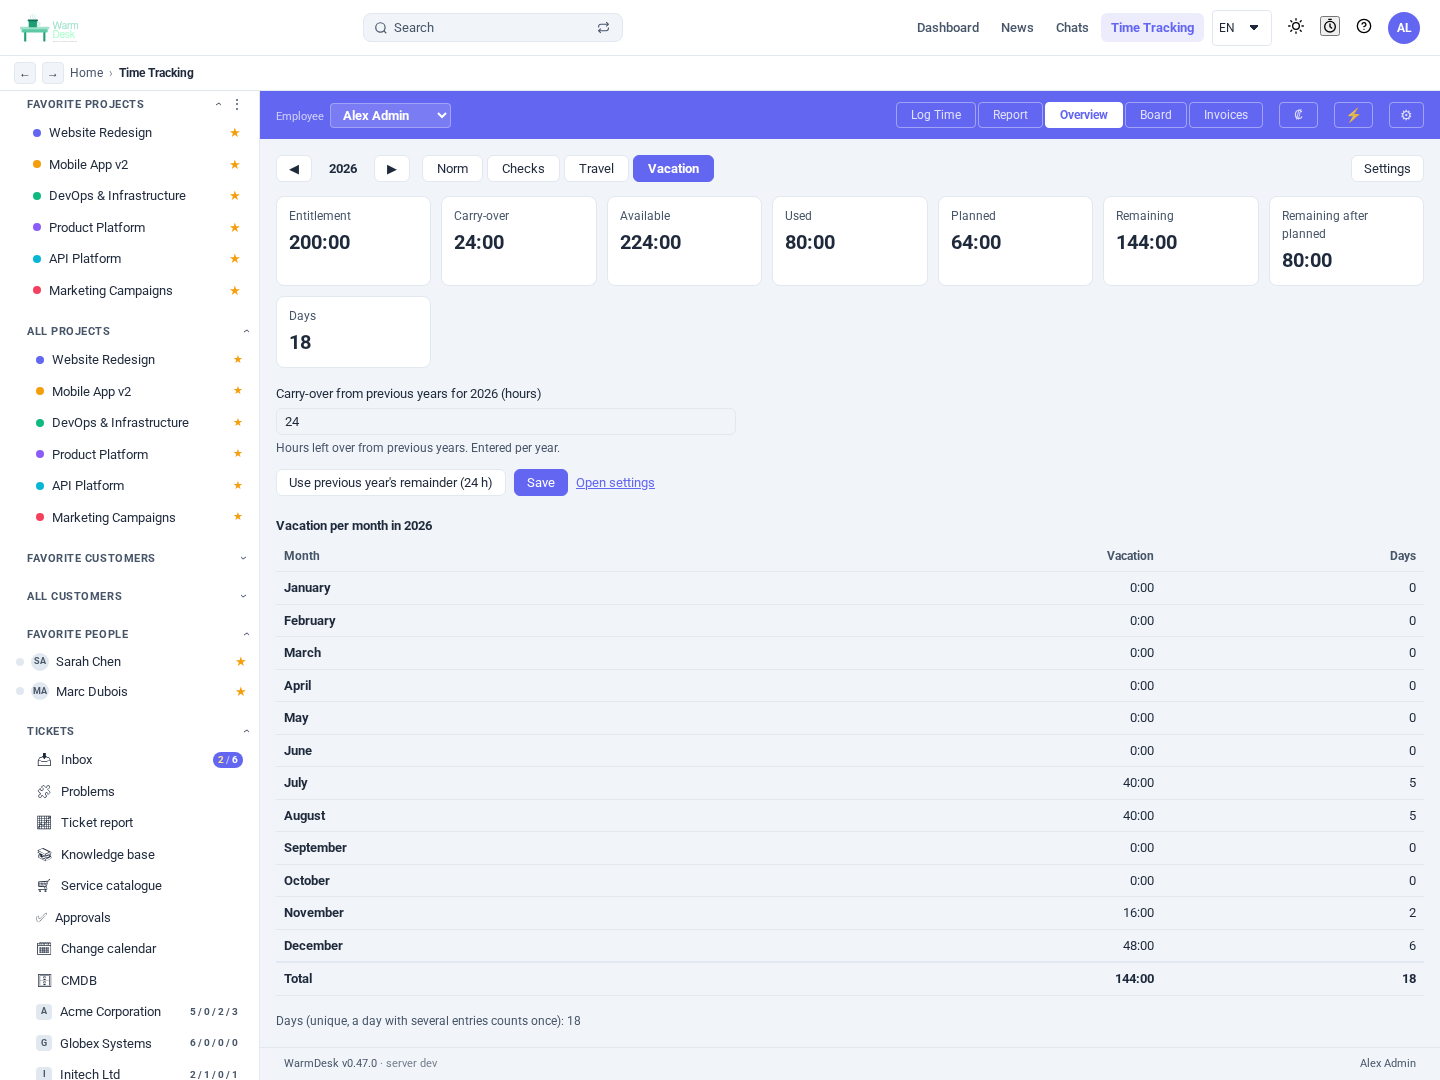 Warm
Desk
Search
Dashboard
News
Chats
Time Tracking
EN
AL
← → Home › Time Tracking
FAVORITE PROJECTS
Website Redesign
Mobile App v2
DevOps & Infrastructure
Product Platform
API Platform
Marketing Campaigns
ALL PROJECTS
Website Redesign
Mobile App v2
DevOps & Infrastructure
Product Platform
API Platform
Marketing Campaigns
FAVORITE CUSTOMERS
ALL CUSTOMERS
FAVORITE PEOPLE
SA Sarah Chen
MA Marc Dubois
TICKETS
Inbox 2 / 6
Problems
Ticket report
Knowledge base
Service catalogue
Approvals
Change calendar
CMDB
A Acme Corporation 5 / 0 / 2 / 3
G Globex Systems 6 / 0 / 0 / 0
I Initech Ltd 2 / 1 / 0 / 1
Employee Alex Admin
Log Time Report Overview Board Invoices ₡ ⚡ ⚙
◀ 2026 ▶ Norm Checks Travel Vacation Settings
Entitlement
200:00
Carry-over
24:00
Available
224:00
Used
80:00
Planned
64:00
Remaining
144:00
Remaining after
planned
80:00
Days
18
Carry-over from previous years for 2026 (hours)
24
Hours left over from previous years. Entered per year.
Use previous year's remainder (24 h) Save Open settings
Vacation per month in 2026
Month Vacation Days
January 0:00 0
February 0:00 0
March 0:00 0
April 0:00 0
May 0:00 0
June 0:00 0
July 40:00 5
August 40:00 5
September 0:00 0
October 0:00 0
November 16:00 2
December 48:00 6
Total 144:00 18
Days (unique, a day with several entries counts once): 18
WarmDesk v0.47.0 · server dev
Alex Admin